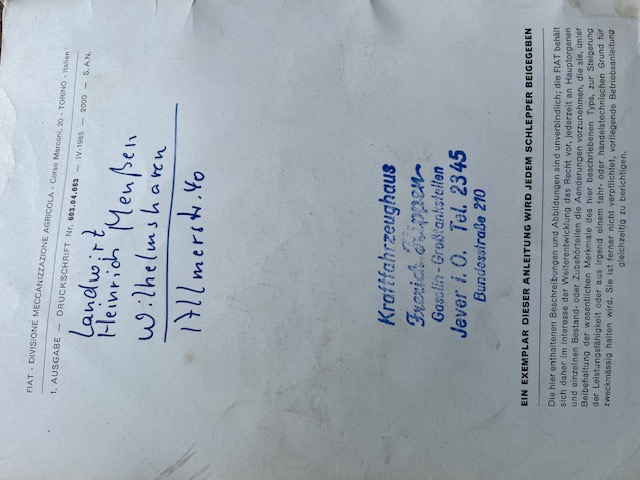 FIAT - DIVISIONE MECCANIZZAZIONE AGRICOLA - Corso Marconi, 20 - TORINO - Italien
1. AUSGABE — DRUCKSCHRIFT Nr. 603.04.083 — IV-1965 — 2000 — S.A.N.
Landwirt
Heinrich Meußen
Wilhelmshaven
Kraftfahrzeughaus
Gasolin-Großtankstellen
Jever i. O. Tel. 2345
Bundesstraße 210
EIN EXEMPLAR DIESER ANLEITUNG WIRD JEDEM SCHLEPPER BEIGEGEBEN
Die hier enthaltenen Beschreibungen und Abbildungen sind unverbindlich; die FIAT behält
sich daher im Interesse der Weiterentwicklung das Recht vor, jederzeit an Hauptorganen
und einzelnen Bestand- oder Zubehörteilen die Aenderungen vorzunehmen, die sie, unter
Beibehaltung der wesentlichen Merkmale des hier beschriebenen Typs, zur Steigerung
der Leistungsfähigkeit oder aus irgend einem fahr- oder handelstechnischen Grund für
zweckmässig halten wird. Sie ist ferner nicht verpflichtet, vorliegende Betriebsanleitung
gleichzeitig zu berichtigen.